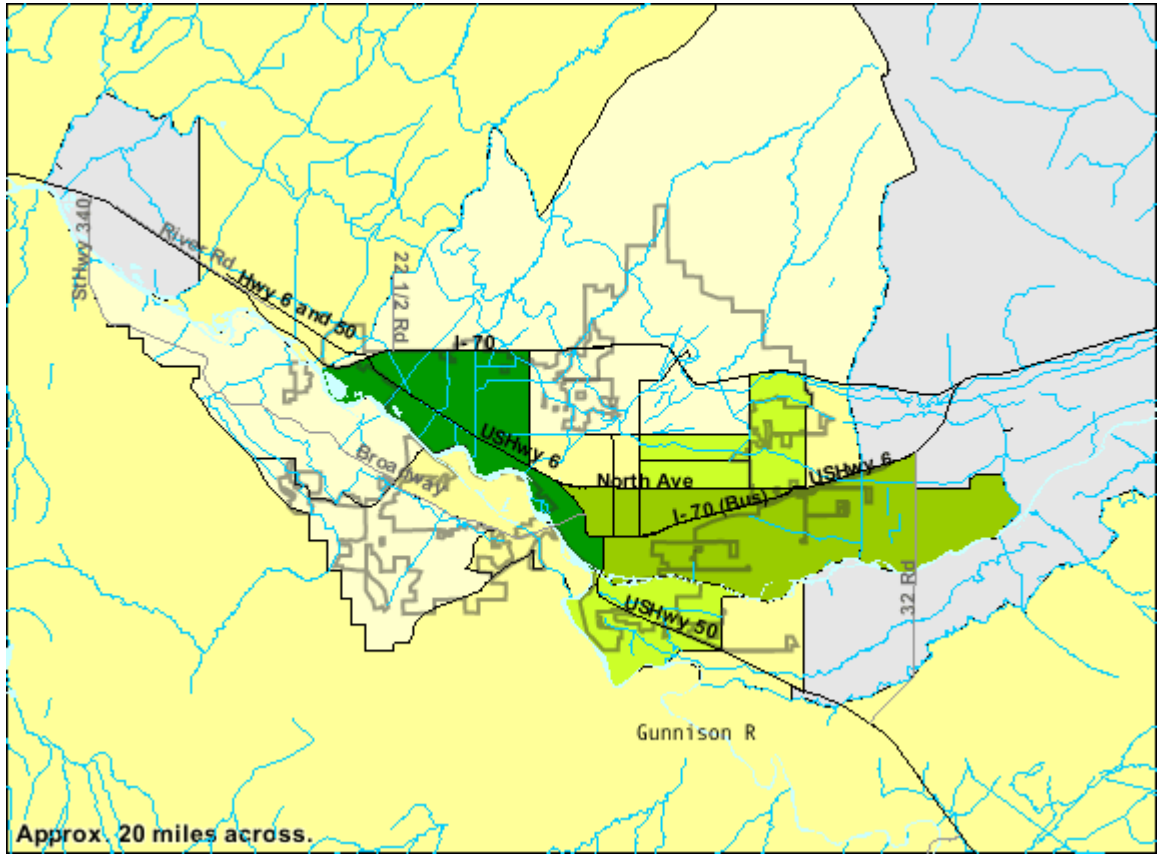 StHwy 340
River Rd
Hwy 6 and 50
22 1/2 Rd
I- 70
USHwy 6
Broadway
North Ave
USHwy 6
I- 70 (Bus)
32 Rd
USHwy 50
Gunnison R
Approx. 20 miles across.